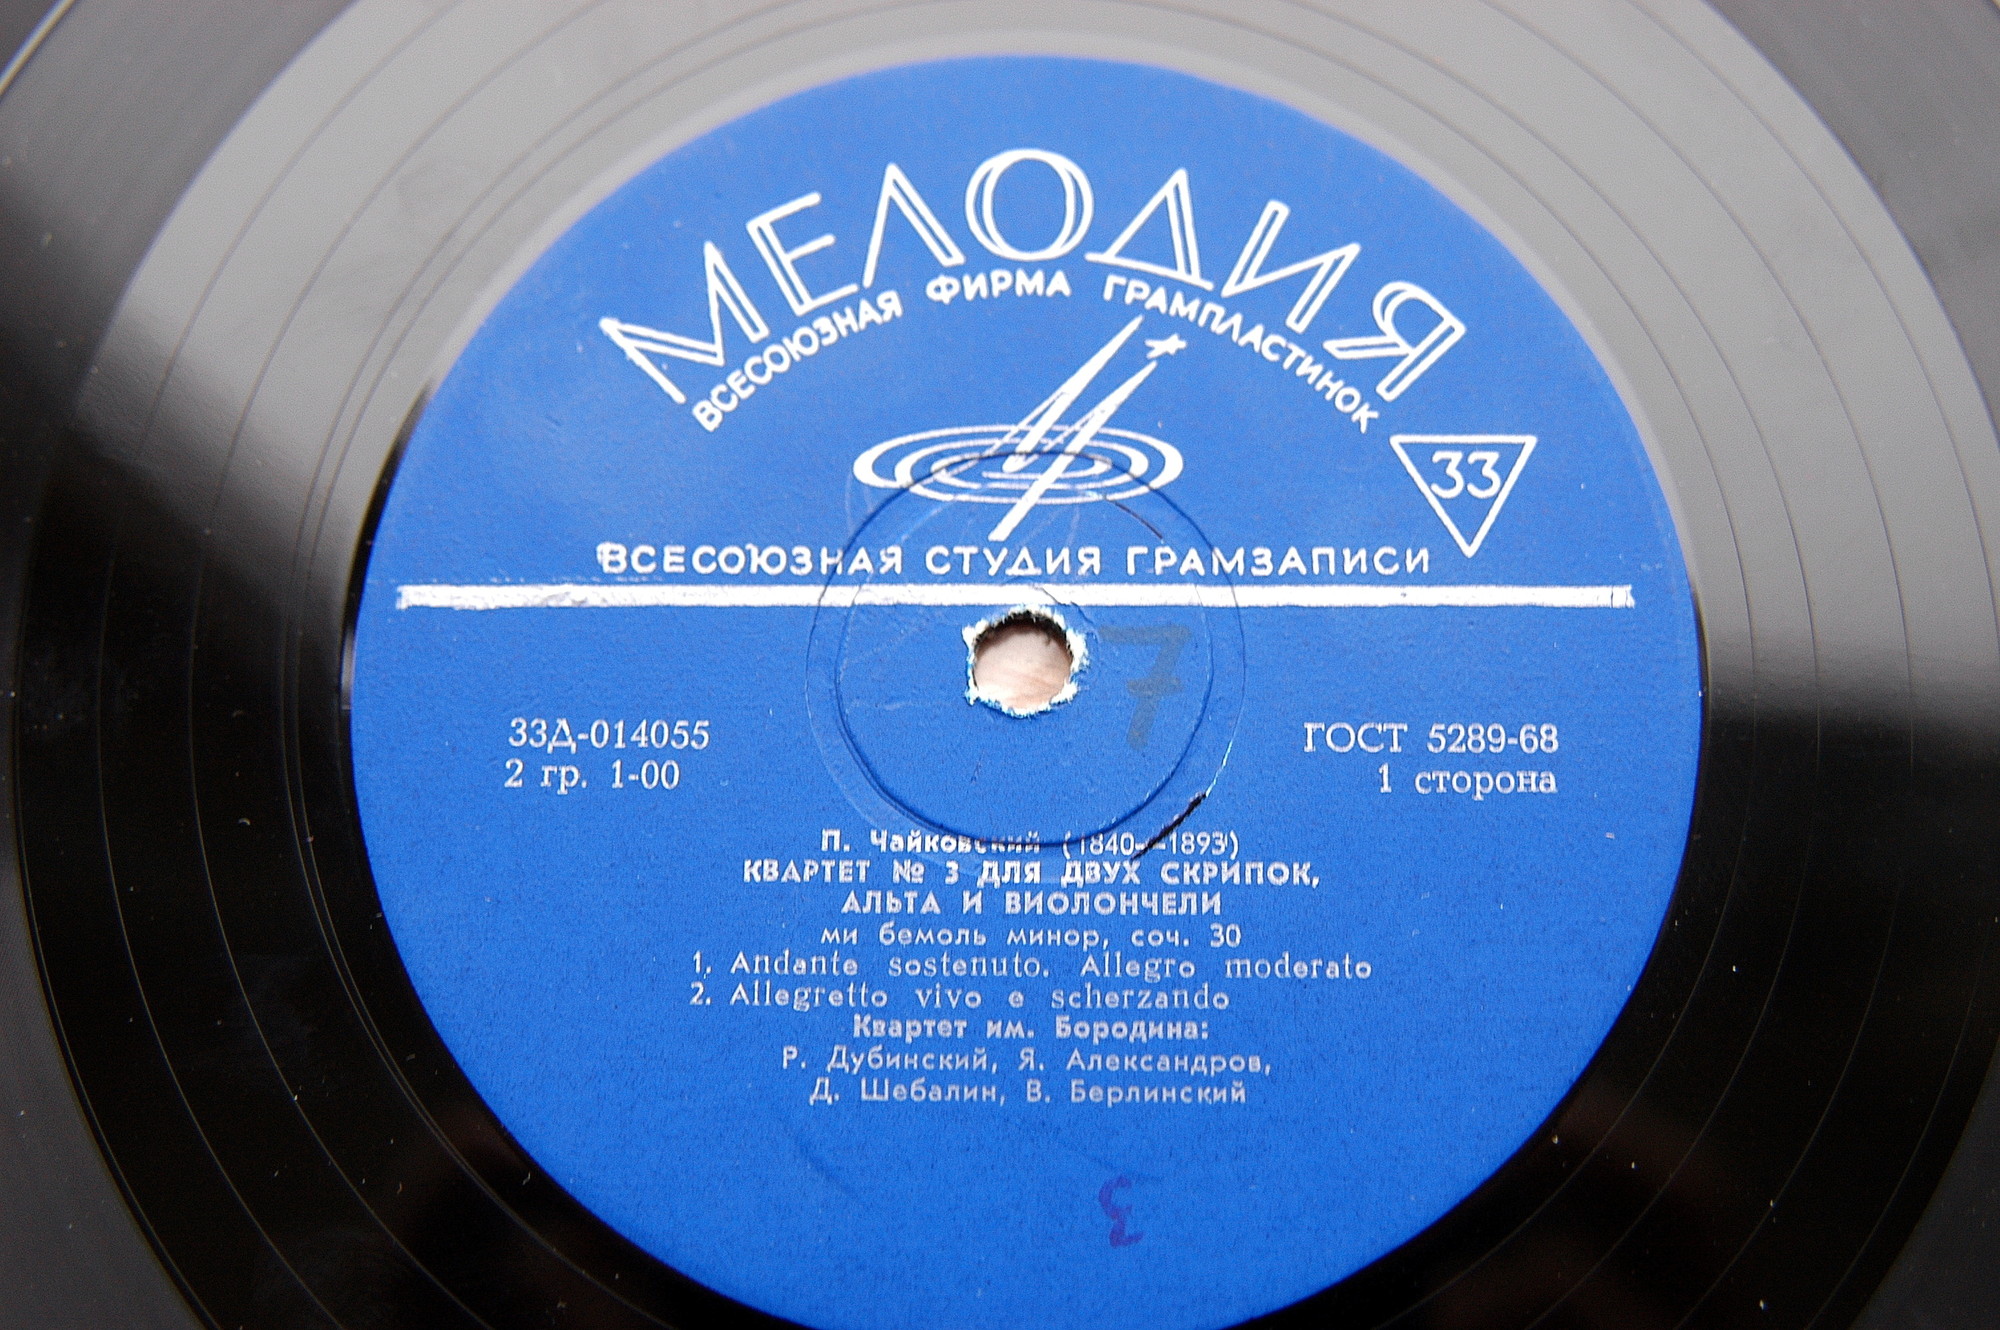 МЕЛОДИЯ
ВСЕСОЮЗНАЯ ФИРМА ГРАМПЛАСТИНОК
33
ВСЕСОЮЗНАЯ СТУДИЯ ГРАМЗАПИСИ
7
33Д-014055
ГОСТ 5289-68
2 гр. 1-00
1 сторона
П. Чайковский (1840—1893)
КВАРТЕТ № 3 ДЛЯ ДВУХ СКРИПОК,
АЛЬТА И ВИОЛОНЧЕЛИ
ми бемоль минор, соч. 30
1. Andante sostenuto. Allegro moderato
2. Allegretto vivo e scherzando
Квартет им. Бородина:
Р. Дубинский, Я. Александров,
Д. Шебалин, В. Берлинский
3